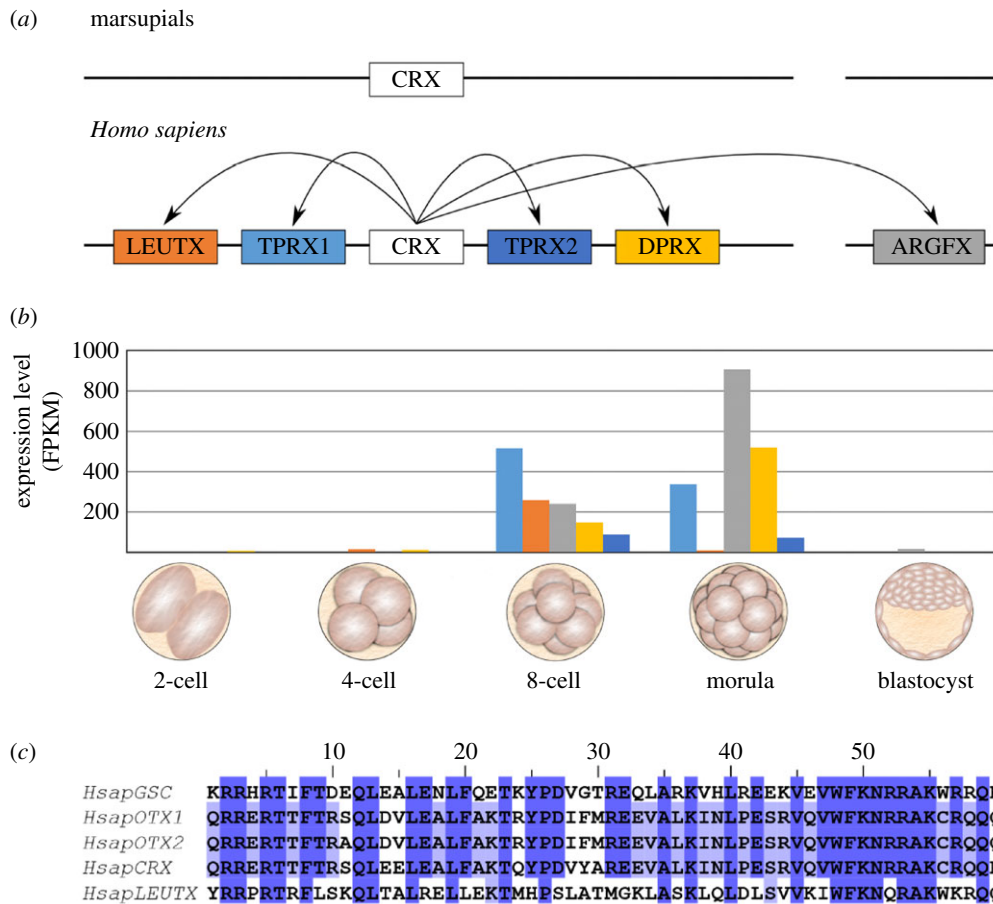 (a) marsupials
CRX
Homo sapiens
LEUTX TPRX1 CRX TPRX2 DPRX ARGFX
(b)
expression level
(FPKM)
1000
800
600
400
200
2-cell 4-cell 8-cell morula blastocyst
(c) 10 20 30 40 50
HsapGSC KRRHRTIFTDEQLEALENLFQETKYPDVGTREQLARKVHLREEKVEVWFKNRRAKWRRQ
HsapOTX1 QRRERTTFTRSQLDVLEALFAKTRYPDIFMREEVALKINLPESRVQVWFKNRRAKCRQQ
HsapOTX2 QRRERTTFTRAQLDVLEALFAKTRYPDIFMREEVALKINLPESRVQVWFKNRRAKCRQQ
HsapCRX QRRERTTFTRSQLEELEALFAKTQYPDVYAREEVALKINLPESRVQVWFKNRRAKCRQQ
HsapLEUTX YRRPRTRFLSKQLTALRELLEKTMHPSLATMGKLASKLQLDLSVVKIWFKNQRAKWKRQ